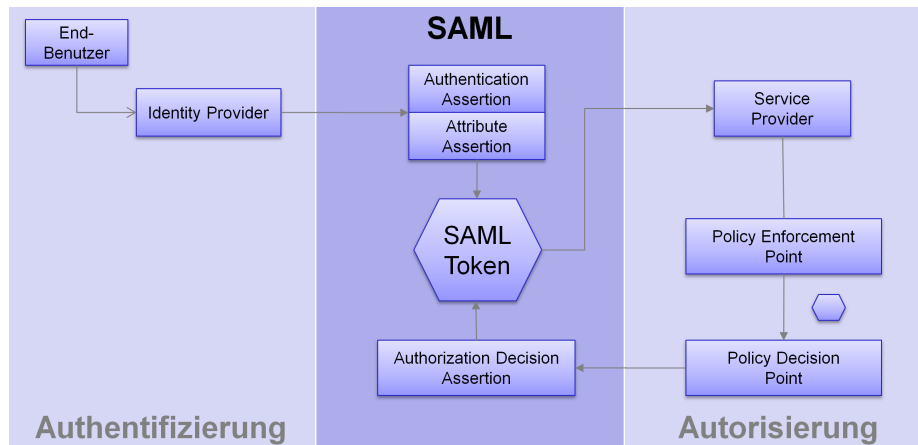 SAML
End-
Benutzer
Identity Provider
Authentication
Assertion
Attribute
Assertion
SAML
Token
Authorization Decision
Assertion
Service
Provider
Policy Enforcement
Point
Policy Decision
Point
Authentifizierung
Autorisierung